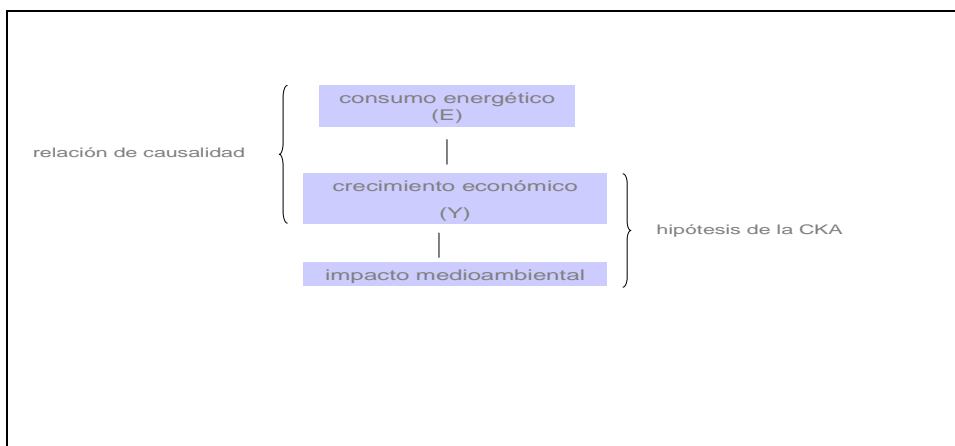 consumo energético
(E)
relación de causalidad
crecimiento económico
(Y)
hipótesis de la CKA
impacto medioambiental